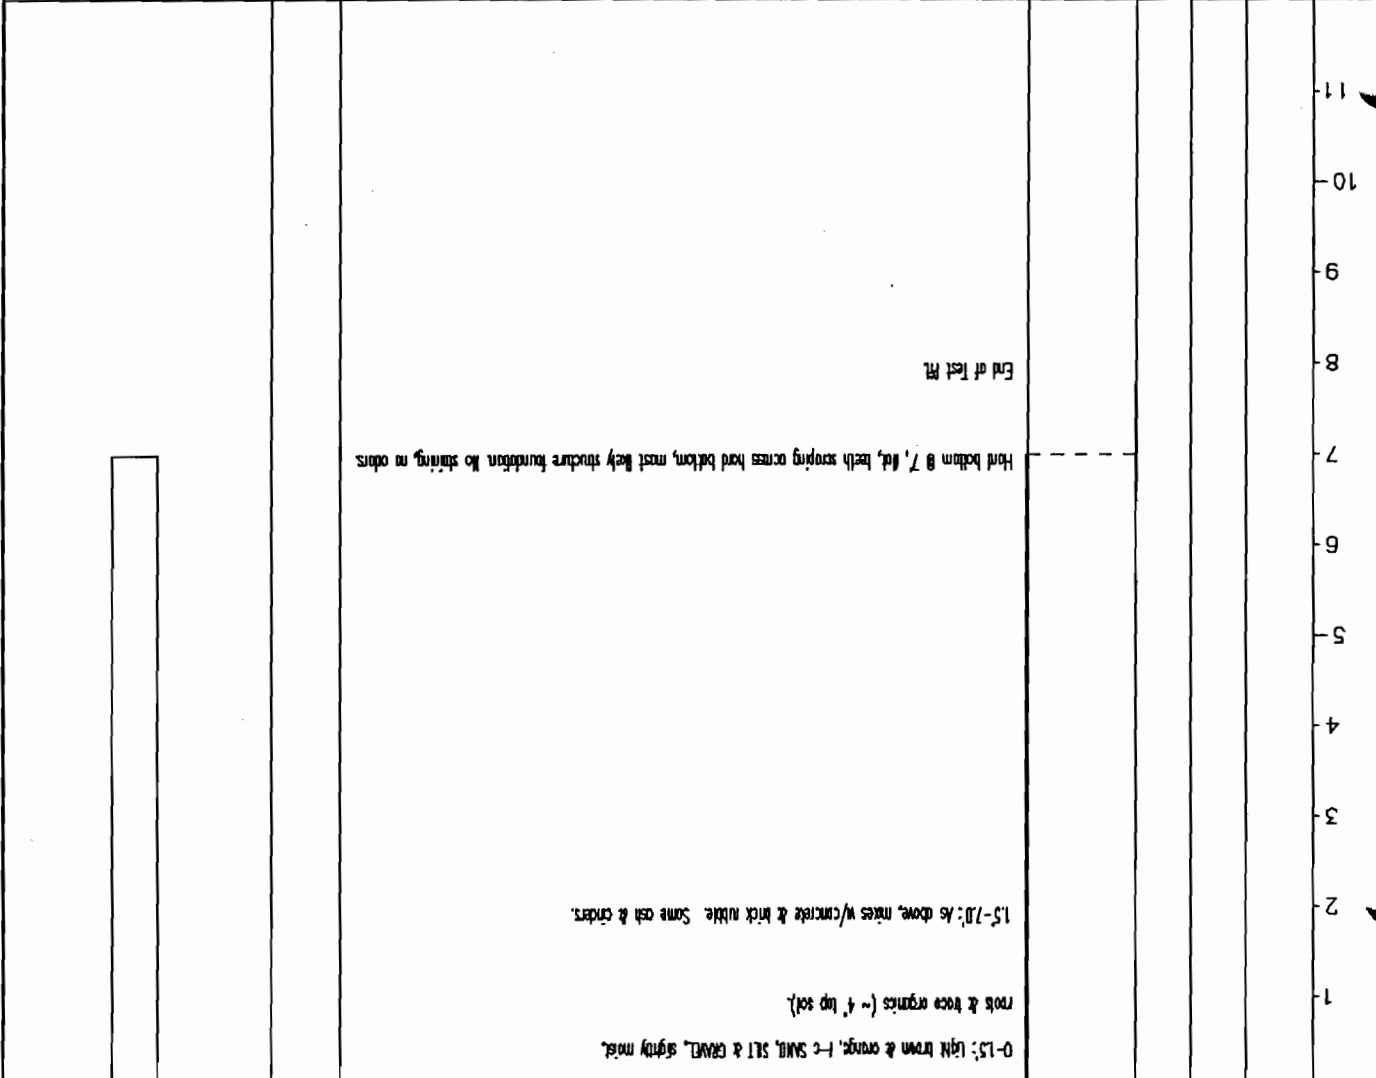 0-1.5': Light brown & orange, f-c SAND, SILT & GRAVEL, slightly moist,
roots & trace organics (~ 4" top soil).
1
1.5'-7.0': As above, mixes w/concrete & brick rubble. Some ash & cinders.
2
3
4
5
6
7
Hard bottom @ 7', flat, teeth scraping across hard bottom, most likely structure foundation. No staining, no odors.
8
End of Test Pit.
9
10
11